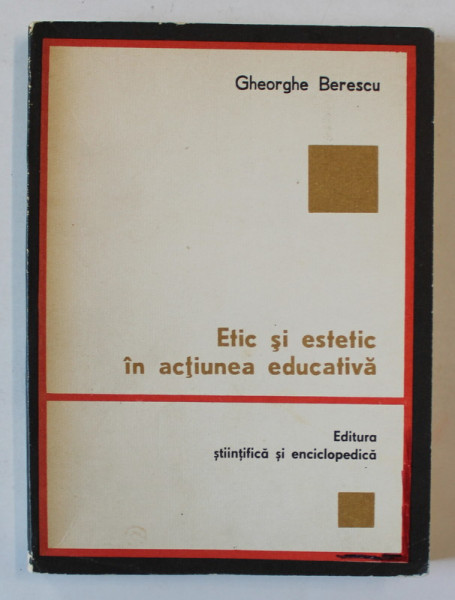 Gheorghe Berescu
Etic şi estetic
în acţiunea educativă
Editura
ştiinţifică şi enciclopedică